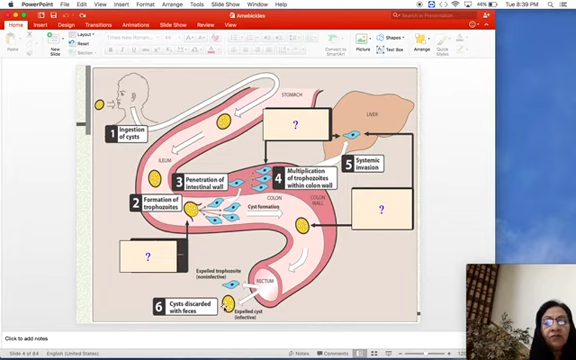 PowerPoint File Edit View Insert Format Arrange Tools Slide Show Window Help
46% Tue 6:39 PM
Amebicides
Search in Presentation
Home Insert Design Transitions Animations Slide Show Review View
Layout
Reset
New Slide
Section
Convert to SmartArt
Picture
Shapes
Text Box
Arrange
Quick Styles
STOMACH
LIVER
?
1 Ingestion of cysts
ILEUM
5 Systemic invasion
3 Penetration of intestinal wall
4 Multiplication of trophozoites within colon wall
2 Formation of trophozoites
COLON
COLON WALL
Cyst formation
?
?
Expelled trophozoite (noninfective)
RECTUM
6 Cysts discarded with feces
Expelled cyst (infective)
Click to add notes
Slide 4 of 84 English (United States)
Notes Comments